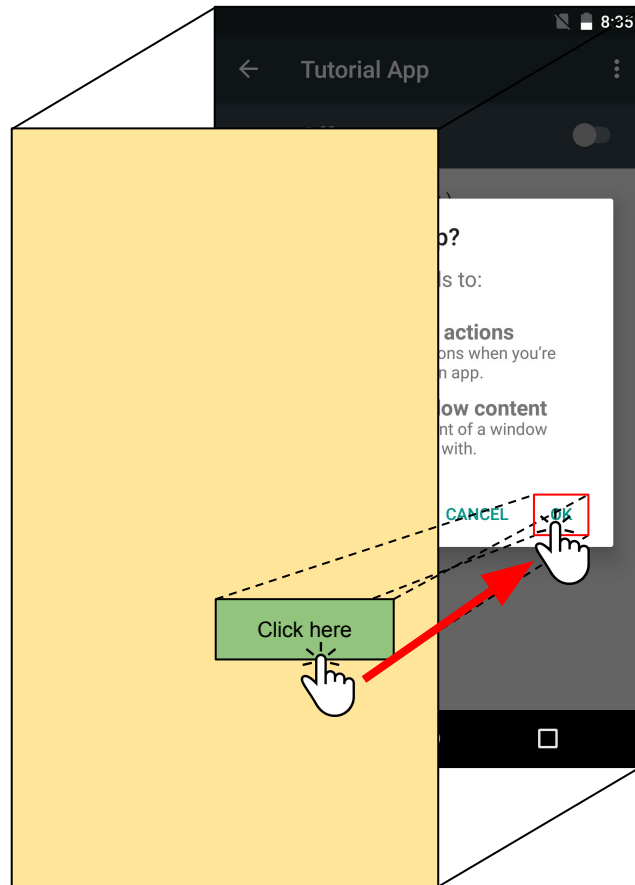 8:35
Tutorial App
p?
ls to:
actions
ons when you're
n app.
low content
nt of a window
with.
CANCEL OK
Click here